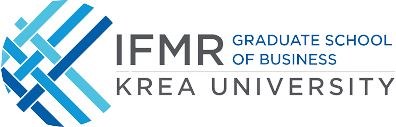 IFMR GRADUATE SCHOOL
OF BUSINESS
KREA UNIVERSITY